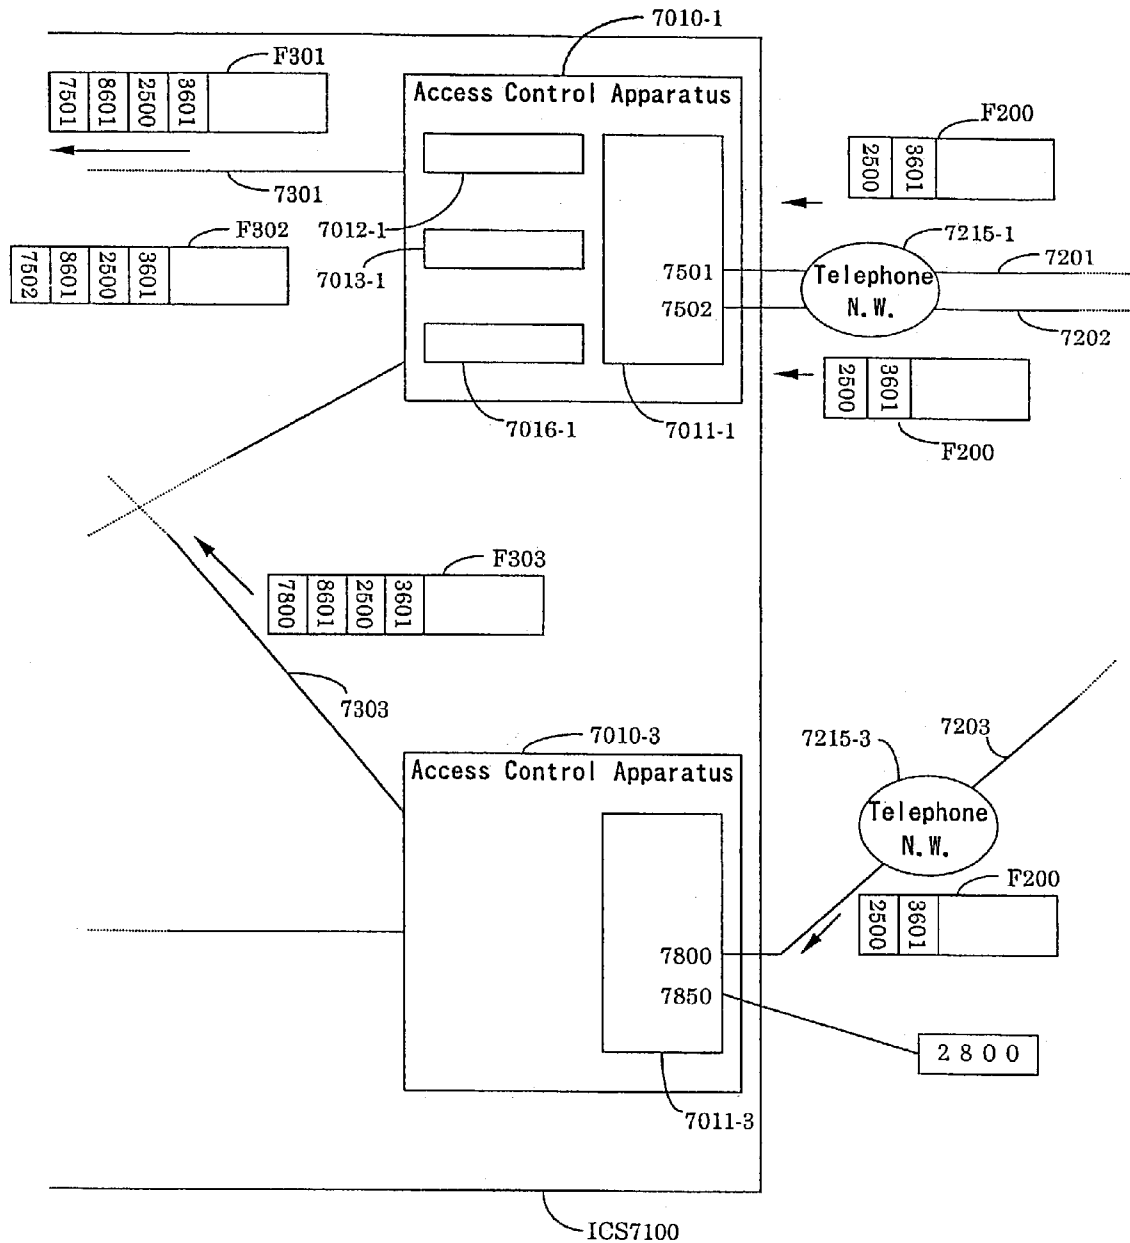 7010-1
F301
7501 8601 2500 3601
Access Control Apparatus
F200
2500 3601
7301
7012-1
F302
7502 8601 2500 3601
7013-1
7215-1
7201
7501
Telephone
N.W.
7502
7202
2500 3601
7016-1
7011-1
F200
F303
7800 8601 2500 3601
7303
7010-3
7215-3
7203
Access Control Apparatus
Telephone
N.W.
F200
2500 3601
7800
7850
2800
7011-3
ICS7100